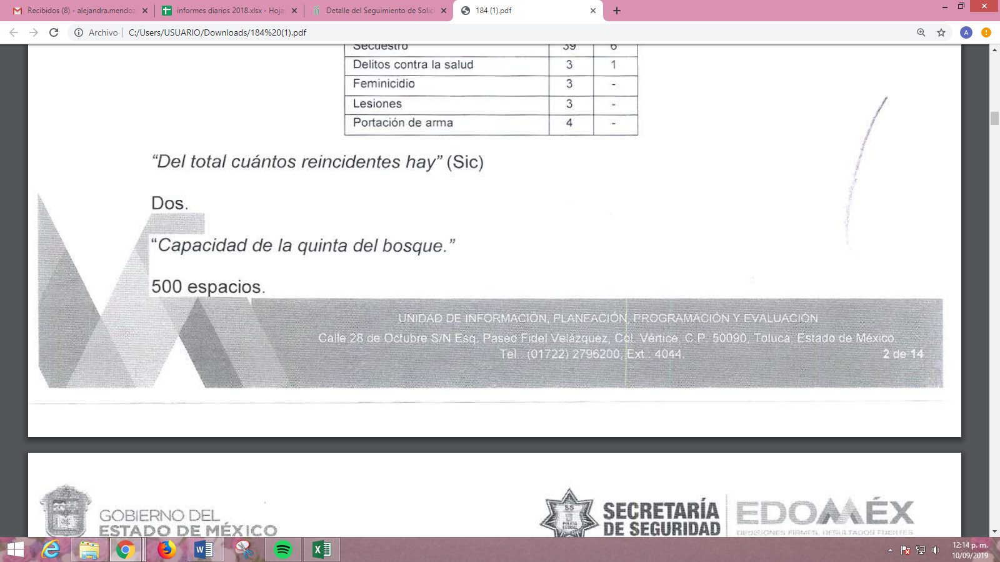 Recibidos (8) - alejandra.mendoz
informes diarios 2018.xlsx - Hoja
Detalle del Seguimiento de Solic
184 (1).pdf
Archivo C:/Users/USUARIO/Downloads/184%20(1).pdf
A
Secuestro 39 6
Delitos contra la salud 3 1
Feminicidio 3 -
Lesiones 3 -
Portación de arma 4 -
“Del total cuántos reincidentes hay” (Sic)
Dos.
“Capacidad de la quinta del bosque.”
500 espacios.
UNIDAD DE INFORMACIÓN, PLANEACIÓN, PROGRAMACIÓN Y EVALUACIÓN
Calle 28 de Octubre S/N Esq. Paseo Fidel Velázquez, Col. Vértice, C.P. 50090, Toluca, Estado de México.
Tel.: (01722) 2796200, Ext.: 4044.
2 de 14
GOBIERNO DEL
ESTADO DE MÉXICO
SECRETARÍA
DE SEGURIDAD
EDOMÉX
DECISIONES FIRMES, RESULTADOS FUERTES
12:14 p. m.
10/09/2019